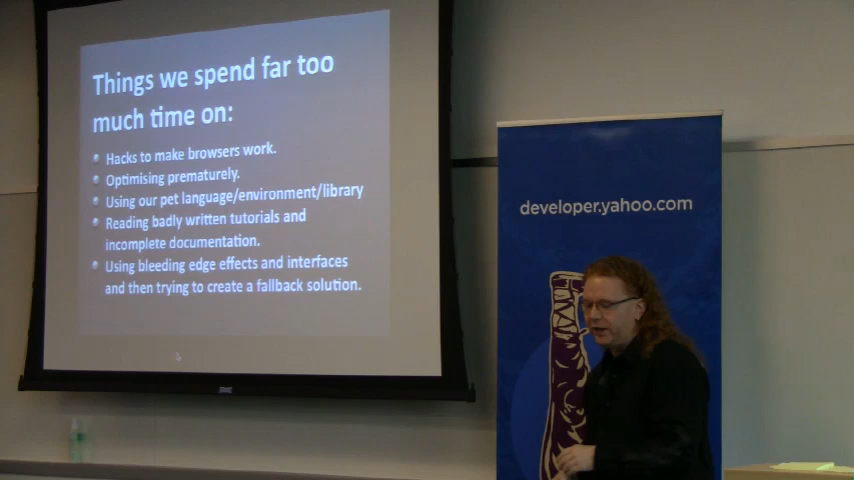 Things we spend far too
much time on:
Hacks to make browsers work.
Optimising prematurely.
Using our pet language/environment/library
Reading badly written tutorials and
incomplete documentation.
Using bleeding edge effects and interfaces
and then trying to create a fallback solution.
developer.yahoo.com